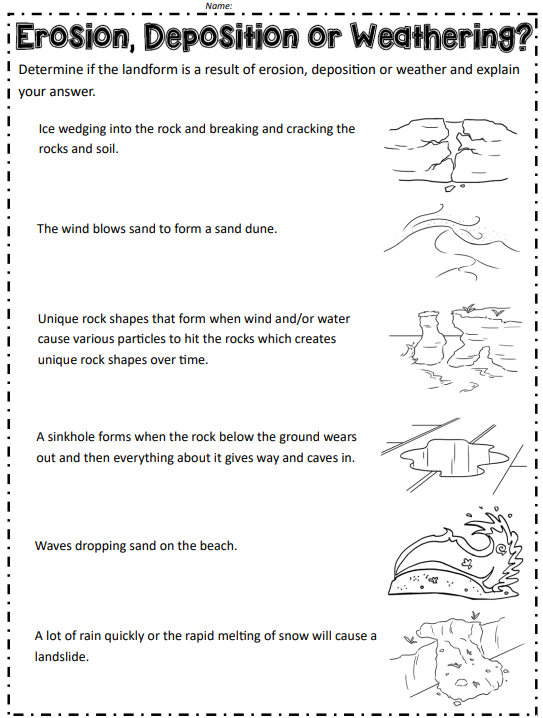 Name:
Erosion, Deposition or Weathering?
Determine if the landform is a result of erosion, deposition or weather and explain
your answer.
Ice wedging into the rock and breaking and cracking the
rocks and soil.
The wind blows sand to form a sand dune.
Unique rock shapes that form when wind and/or water
cause various particles to hit the rocks which creates
unique rock shapes over time.
A sinkhole forms when the rock below the ground wears
out and then everything about it gives way and caves in.
Waves dropping sand on the beach.
A lot of rain quickly or the rapid melting of snow will cause a
landslide.